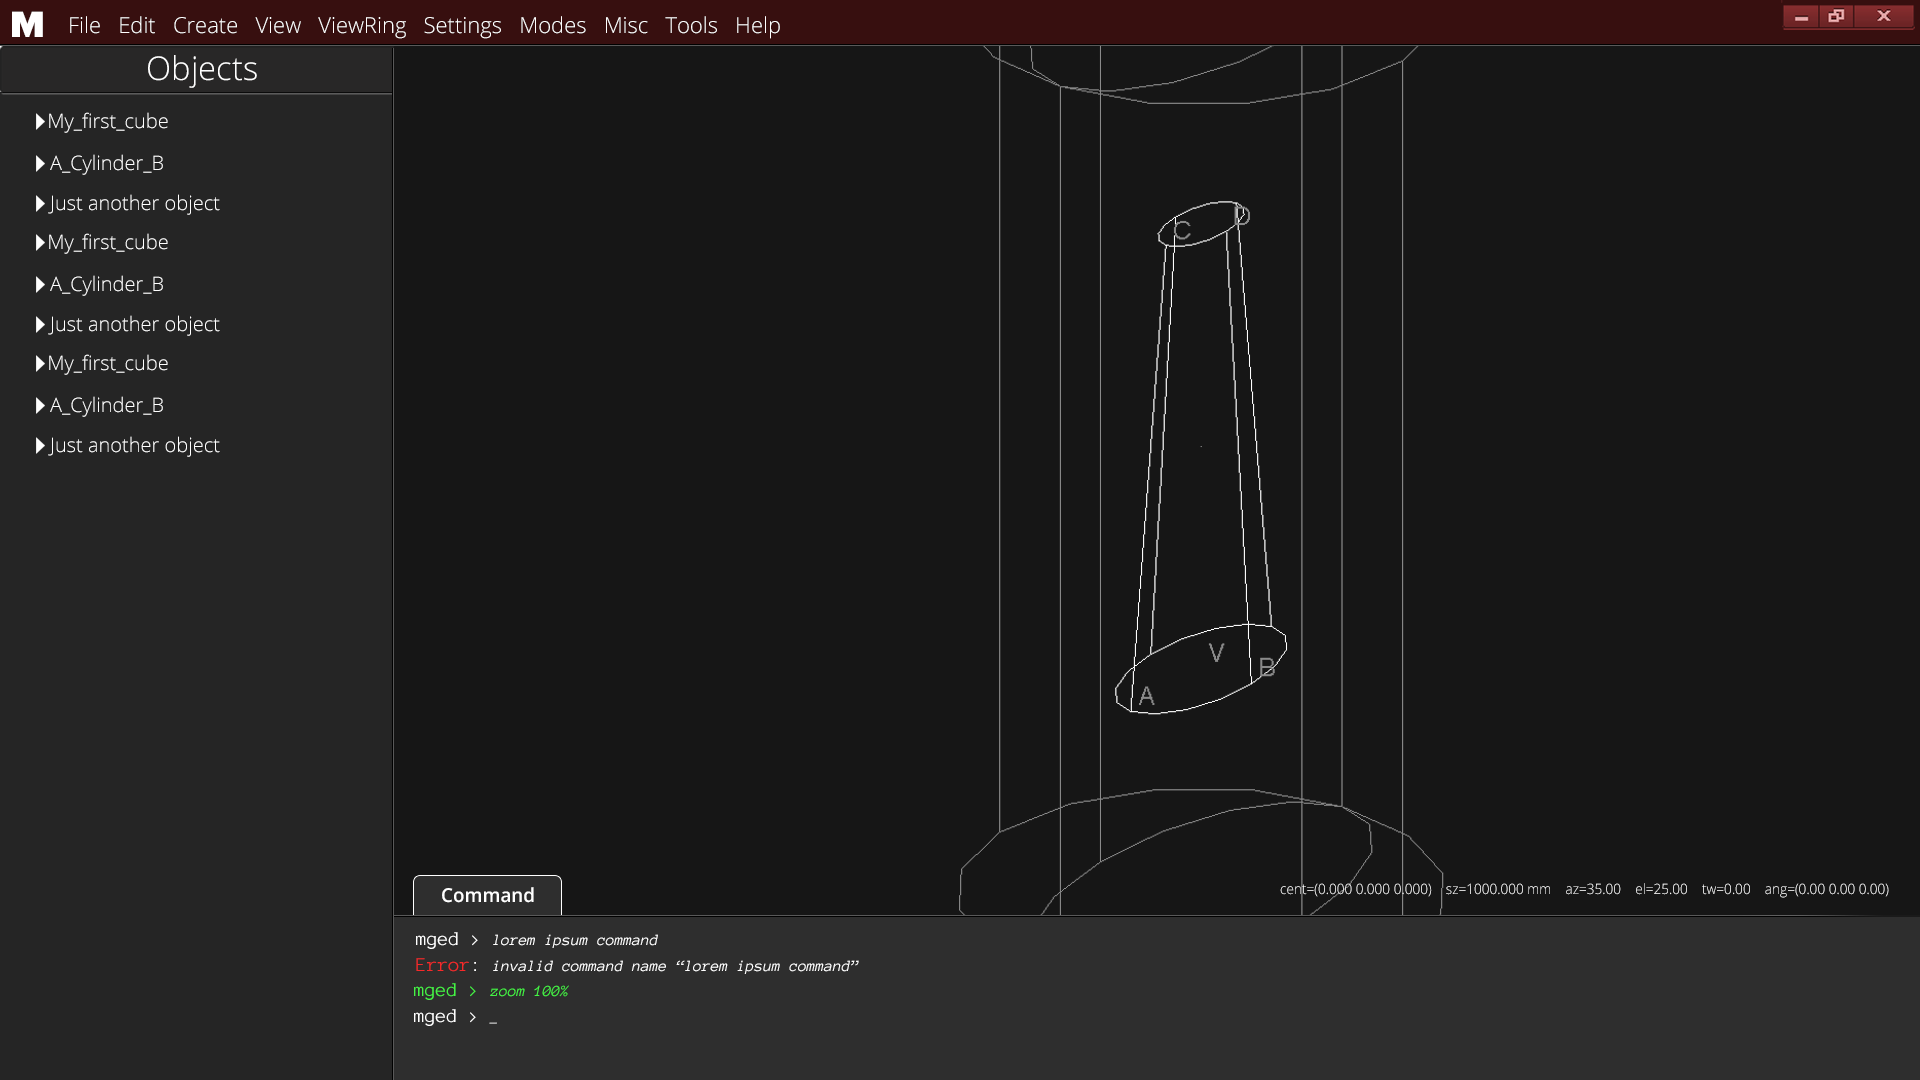 M File Edit Create View ViewRing Settings Modes Misc Tools Help
Objects
My_first_cube
A_Cylinder_B
Just another object
My_first_cube
A_Cylinder_B
Just another object
My_first_cube
A_Cylinder_B
Just another object
C D
V
B
A
cent=(0.000 0.000 0.000) sz=1000.000 mm az=35.00 el=25.00 tw=0.00 ang=(0.00 0.00 0.00)
Command
mged > lorem ipsum command
Error: invalid command name “lorem ipsum command”
mged > zoom 100%
mged > _